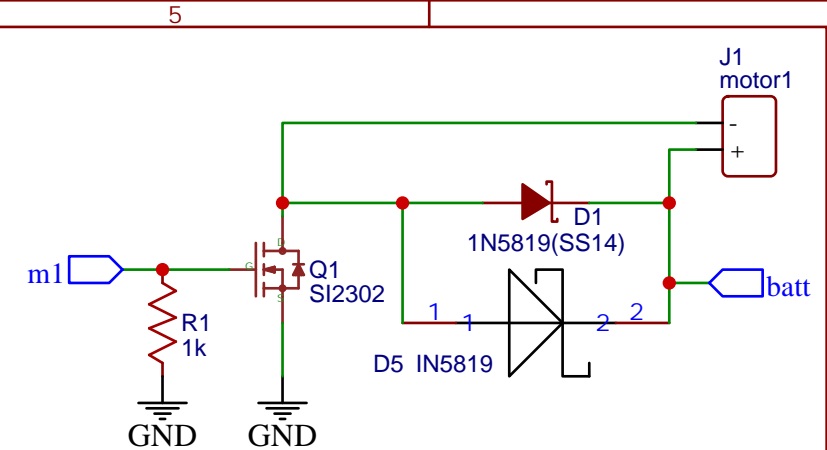 5
J1
motor1
-
+
D1
1N5819(SS14)
m1
D
G
S
Q1
SI2302
batt
R1
1k
1
1
2
2
D5 IN5819
GND
GND